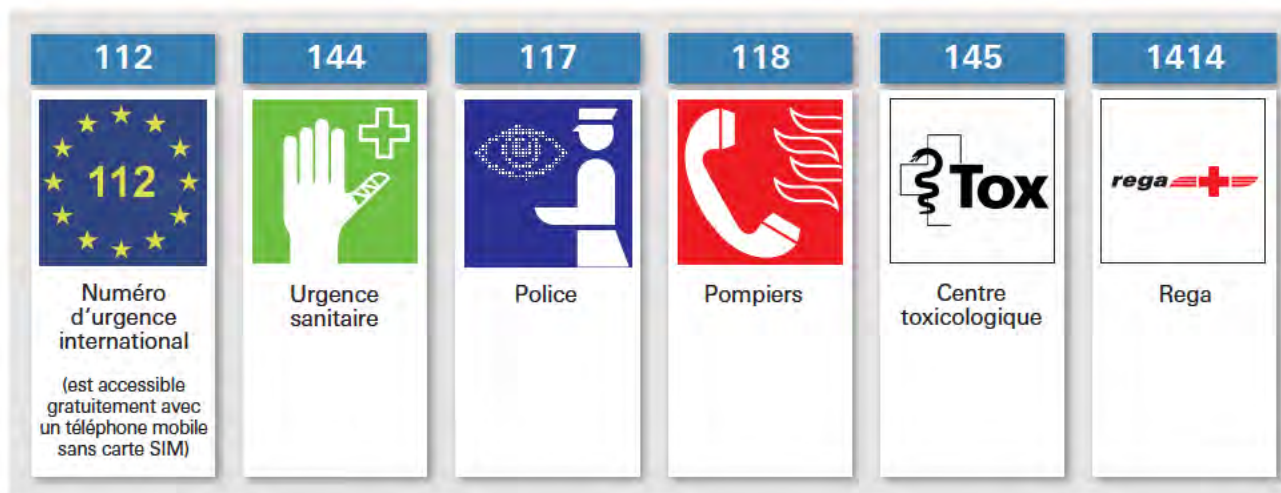 112
144
117
118
145
1414
112
Tox
rega
Numéro
d'urgence
international
(est accessible
gratuitement avec
un téléphone mobile
sans carte SIM)
Urgence
sanitaire
Police
Pompiers
Centre
toxicologique
Rega